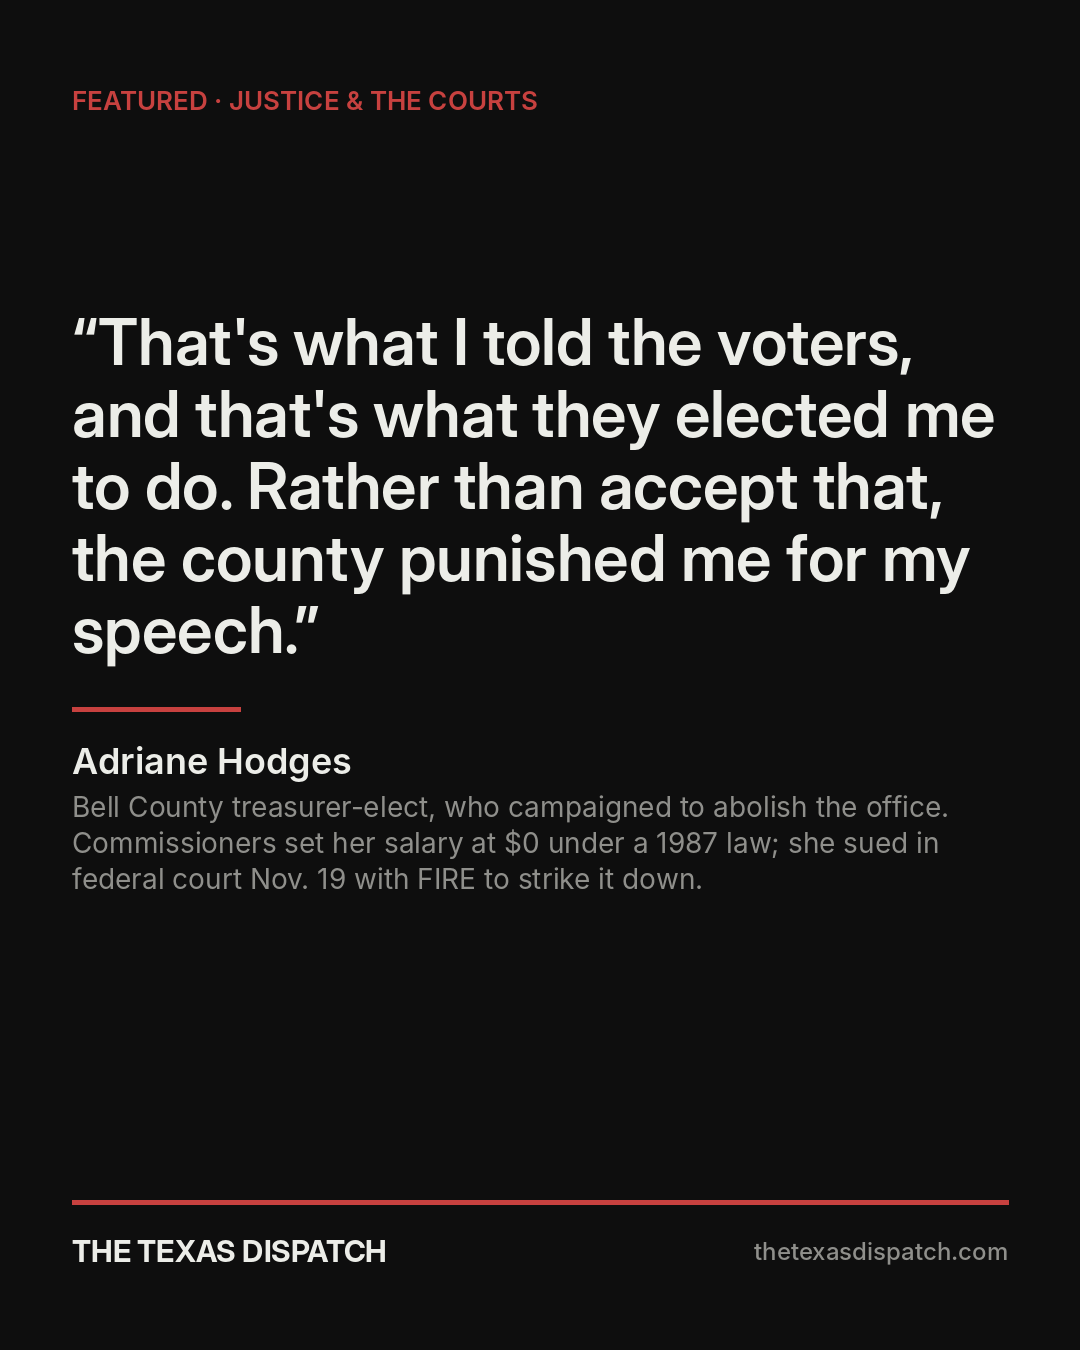 FEATURED · JUSTICE & THE COURTS
“That's what I told the voters,
and that's what they elected me
to do. Rather than accept that,
the county punished me for my
speech.”
Adriane Hodges
Bell County treasurer-elect, who campaigned to abolish the office.
Commissioners set her salary at $0 under a 1987 law; she sued in
federal court Nov. 19 with FIRE to strike it down.
THE TEXAS DISPATCH
thetexasdispatch.com